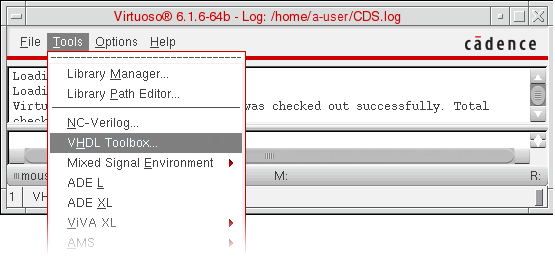 Virtuoso® 6.1.6-64b - Log: /home/a-user/CDS.log
File Tools Options Help
cādence
Loadi
Library Manager...
Loadi
Library Path Editor...
Virtu was checked out successfully. Total
check
NC-Verilog...
VHDL Toolbox...
Mixed Signal Environment
mous M: R:
ADE L
1 VH
ADE XL
ViVA XL
AMS